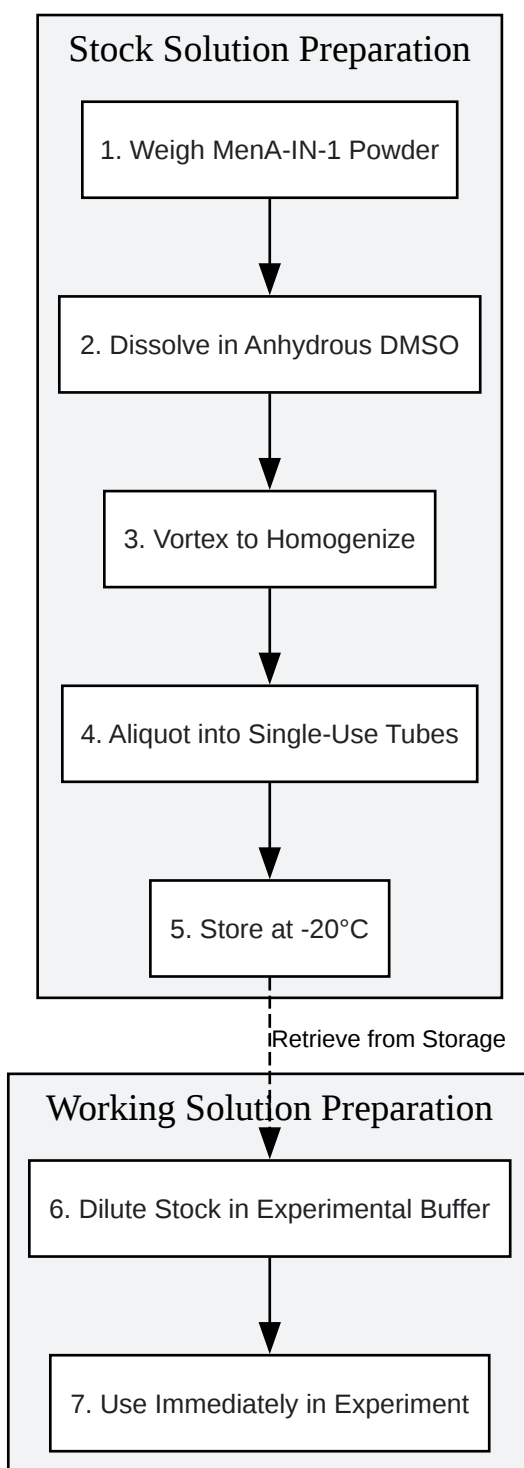 Stock Solution Preparation
1. Weigh MenA-IN-1 Powder
2. Dissolve in Anhydrous DMSO
3. Vortex to Homogenize
4. Aliquot into Single-Use Tubes
5. Store at -20°C
Retrieve from Storage
Working Solution Preparation
6. Dilute Stock in Experimental Buffer
7. Use Immediately in Experiment